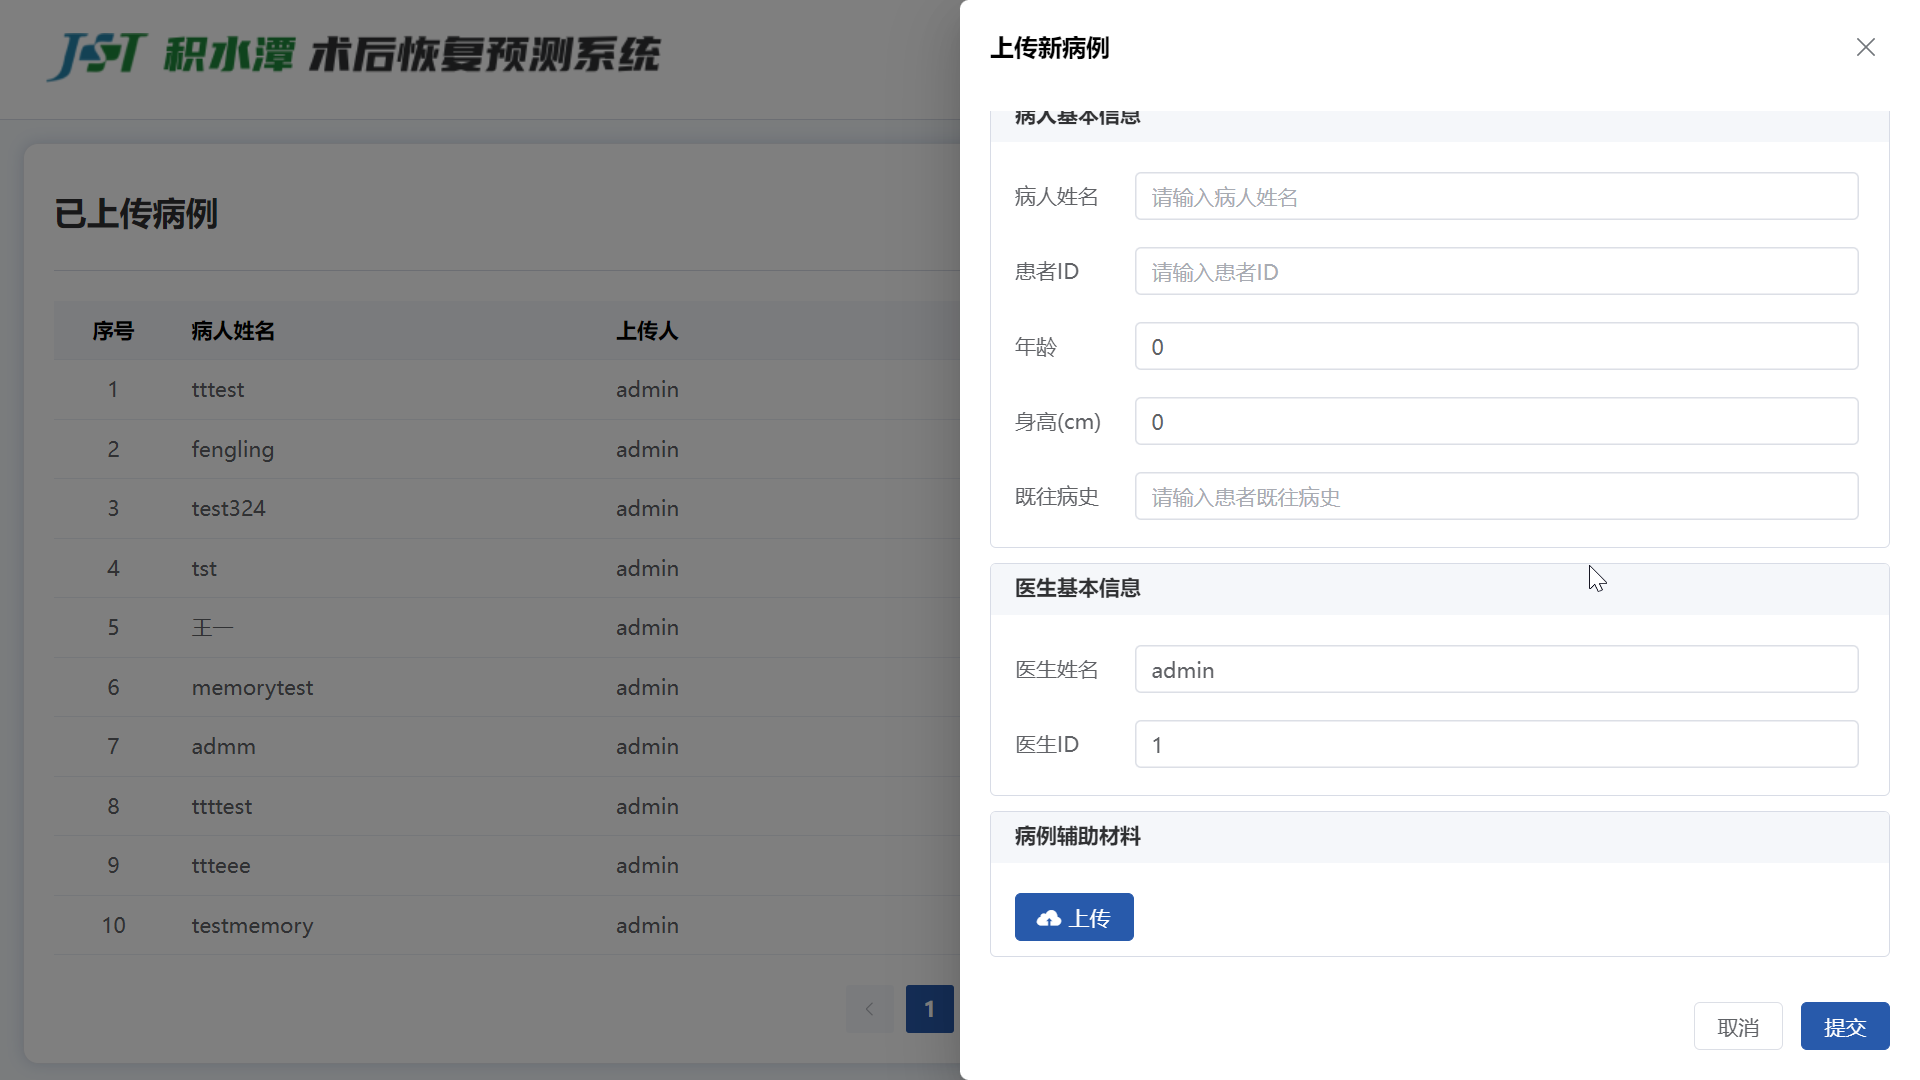 JST 积水潭 术后恢复预测系统
已上传病例
序号 病人姓名 上传人
1 tttest admin
2 fengling admin
3 test324 admin
4 tst admin
5 王一 admin
6 memorytest admin
7 admm admin
8 ttttest admin
9 ttteee admin
10 testmemory admin
1
上传新病例
病人基本信息
病人姓名 请输入病人姓名
患者ID 请输入患者ID
年龄 0
身高(cm) 0
既往病史 请输入患者既往病史
医生基本信息
医生姓名 admin
医生ID 1
病例辅助材料
上传
取消 提交